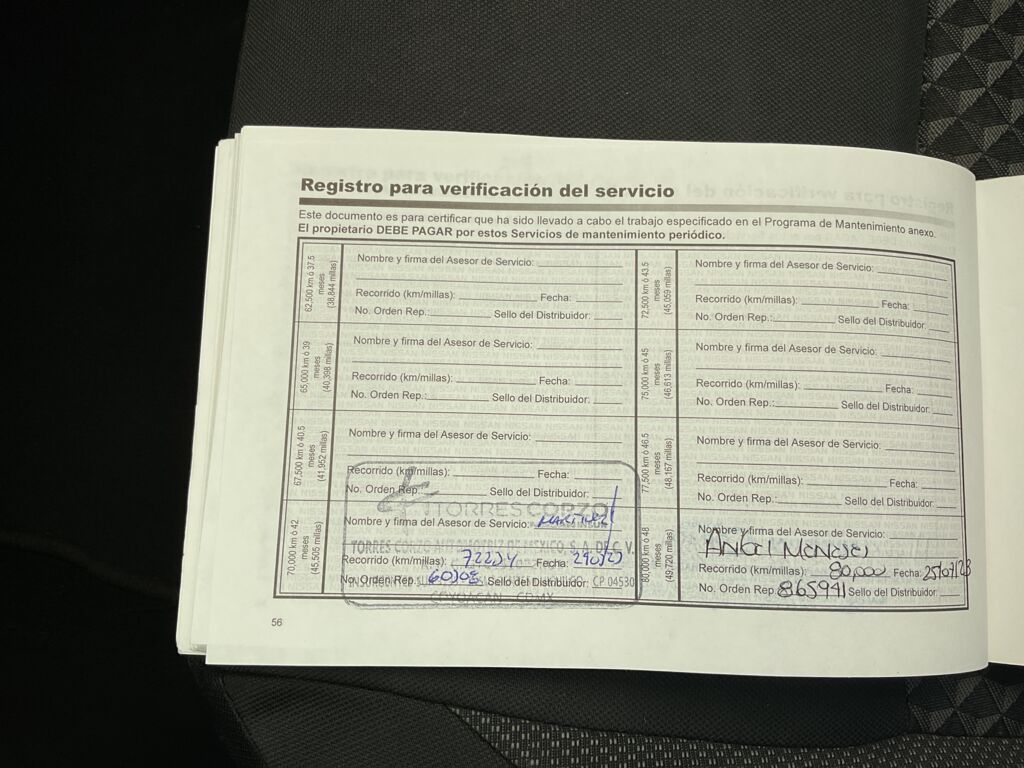 Registro para verificación del servicio
Este documento es para certificar que ha sido llevado a cabo el trabajo especificado en el Programa de Mantenimiento anexo.
El propietario DEBE PAGAR por estos Servicios de mantenimiento periódico.
62,500 km ó 37.5
meses
(38,844 millas)
Nombre y firma del Asesor de Servicio:
Recorrido (km/millas): Fecha:
No. Orden Rep.: Sello del Distribuidor:
65,000 km ó 39
meses
(40,398 millas)
Nombre y firma del Asesor de Servicio:
Recorrido (km/millas): Fecha:
No. Orden Rep.: Sello del Distribuidor:
67,500 km ó 40.5
meses
(41,952 millas)
Nombre y firma del Asesor de Servicio:
Recorrido (km/millas): Fecha:
No. Orden Rep.: Sello del Distribuidor:
70,000 km ó 42
meses
(45,505 millas)
Nombre y firma del Asesor de Servicio:
Recorrido (km/millas): Fecha:
No. Orden Rep. Sello del Distribuidor:
TORRES CORZO
TORRES CORZO AUTOMOTRIZ DE MEXICO, S.A. DE C.V.
CP 04530
COYOACAN CDMX
72,500 km ó 43.5
meses
(45,059 millas)
Nombre y firma del Asesor de Servicio:
Recorrido (km/millas): Fecha:
No. Orden Rep.: Sello del Distribuidor:
75,000 km ó 45
meses
(46,613 millas)
Nombre y firma del Asesor de Servicio:
Recorrido (km/millas): Fecha:
No. Orden Rep.: Sello del Distribuidor:
77,500 km ó 46.5
meses
(48,167 millas)
Nombre y firma del Asesor de Servicio:
Recorrido (km/millas): Fecha:
No. Orden Rep.: Sello del Distribuidor:
80,000 km ó 48
meses
(49,720 millas)
Nombre y firma del Asesor de Servicio:
Angel Meneses
Recorrido (km/millas): 80,000 Fecha: 25/07/23
No. Orden Rep. 865941 Sello del Distribuidor:
56